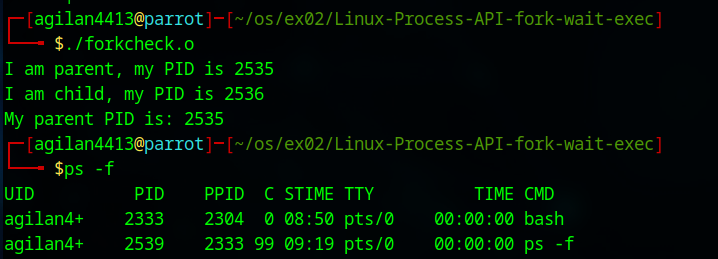 ┌─[agilan4413@parrot]─[~/os/ex02/Linux-Process-API-fork-wait-exec]
└──╼ $./forkcheck.o
I am parent, my PID is 2535
I am child, my PID is 2536
My parent PID is: 2535
┌─[agilan4413@parrot]─[~/os/ex02/Linux-Process-API-fork-wait-exec]
└──╼ $ps -f
UID          PID    PPID  C STIME TTY          TIME CMD
agilan4+    2333    2304  0 08:50 pts/0    00:00:00 bash
agilan4+    2539    2333 99 09:19 pts/0    00:00:00 ps -f